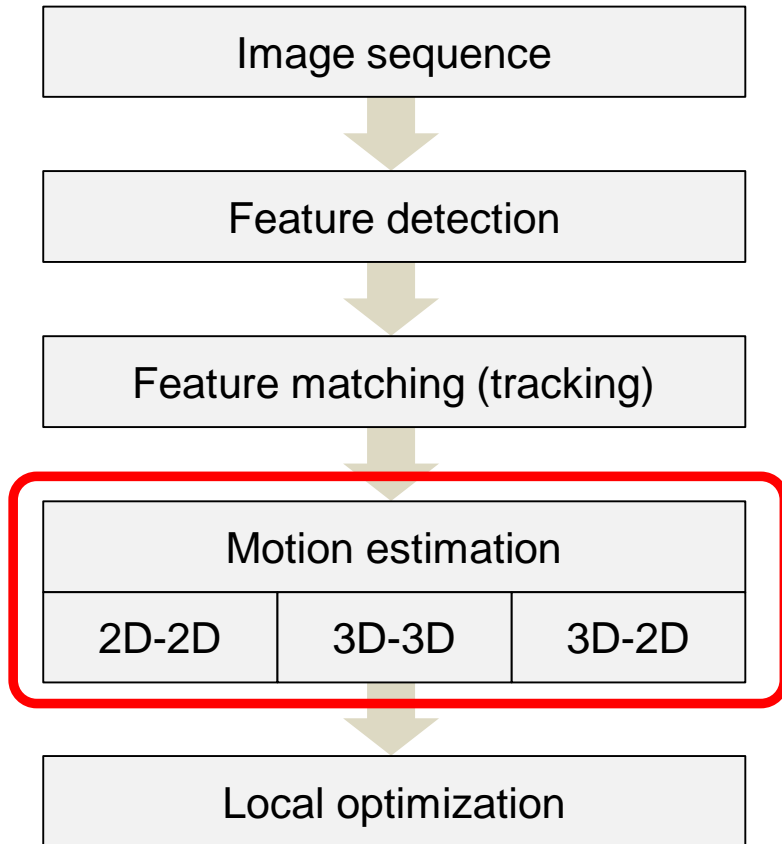 Image sequence
Feature detection
Feature matching (tracking)
Motion estimation
2D-2D 3D-3D 3D-2D
Local optimization